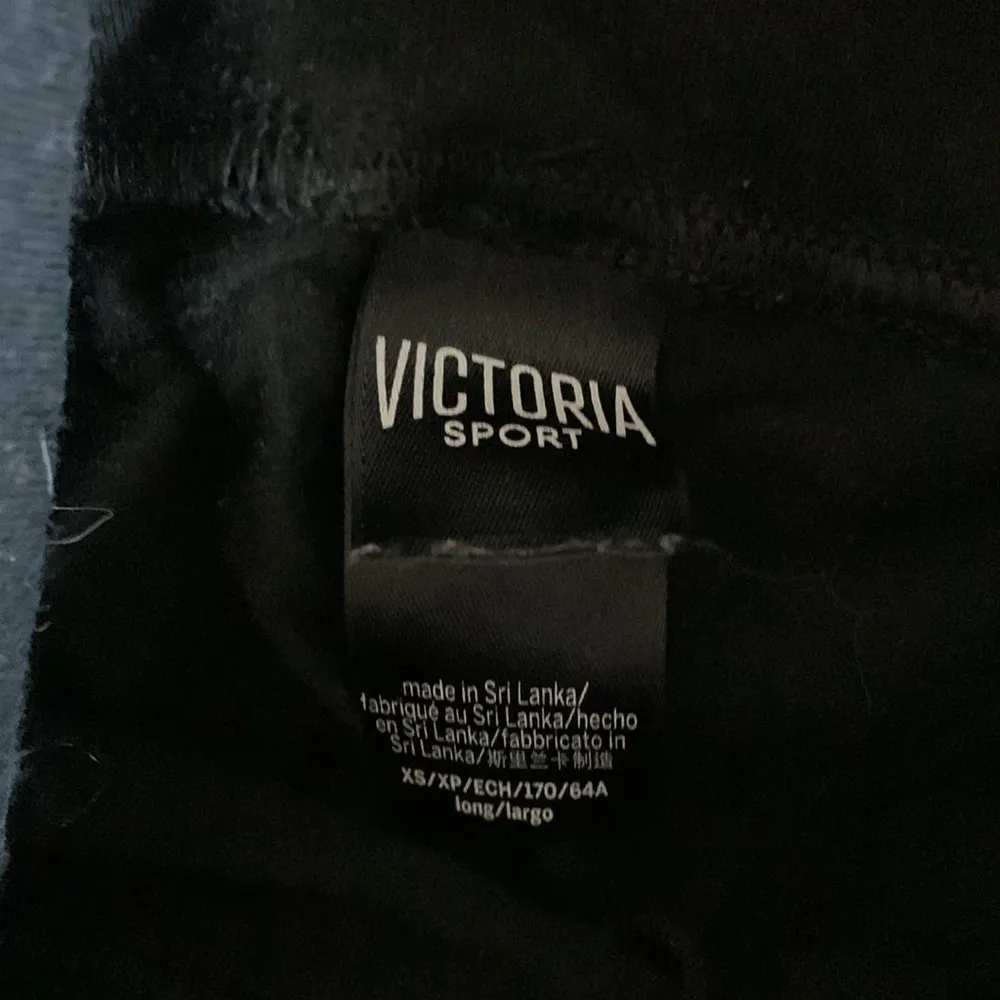 VICTORIA
SPORT
made in Sri Lanka/
fabriqué au Sri Lanka/hecho
en Sri Lanka/fabbricato in
Sri Lanka/斯里兰卡制造
XS/XP/ECH/170/64A
long/largo